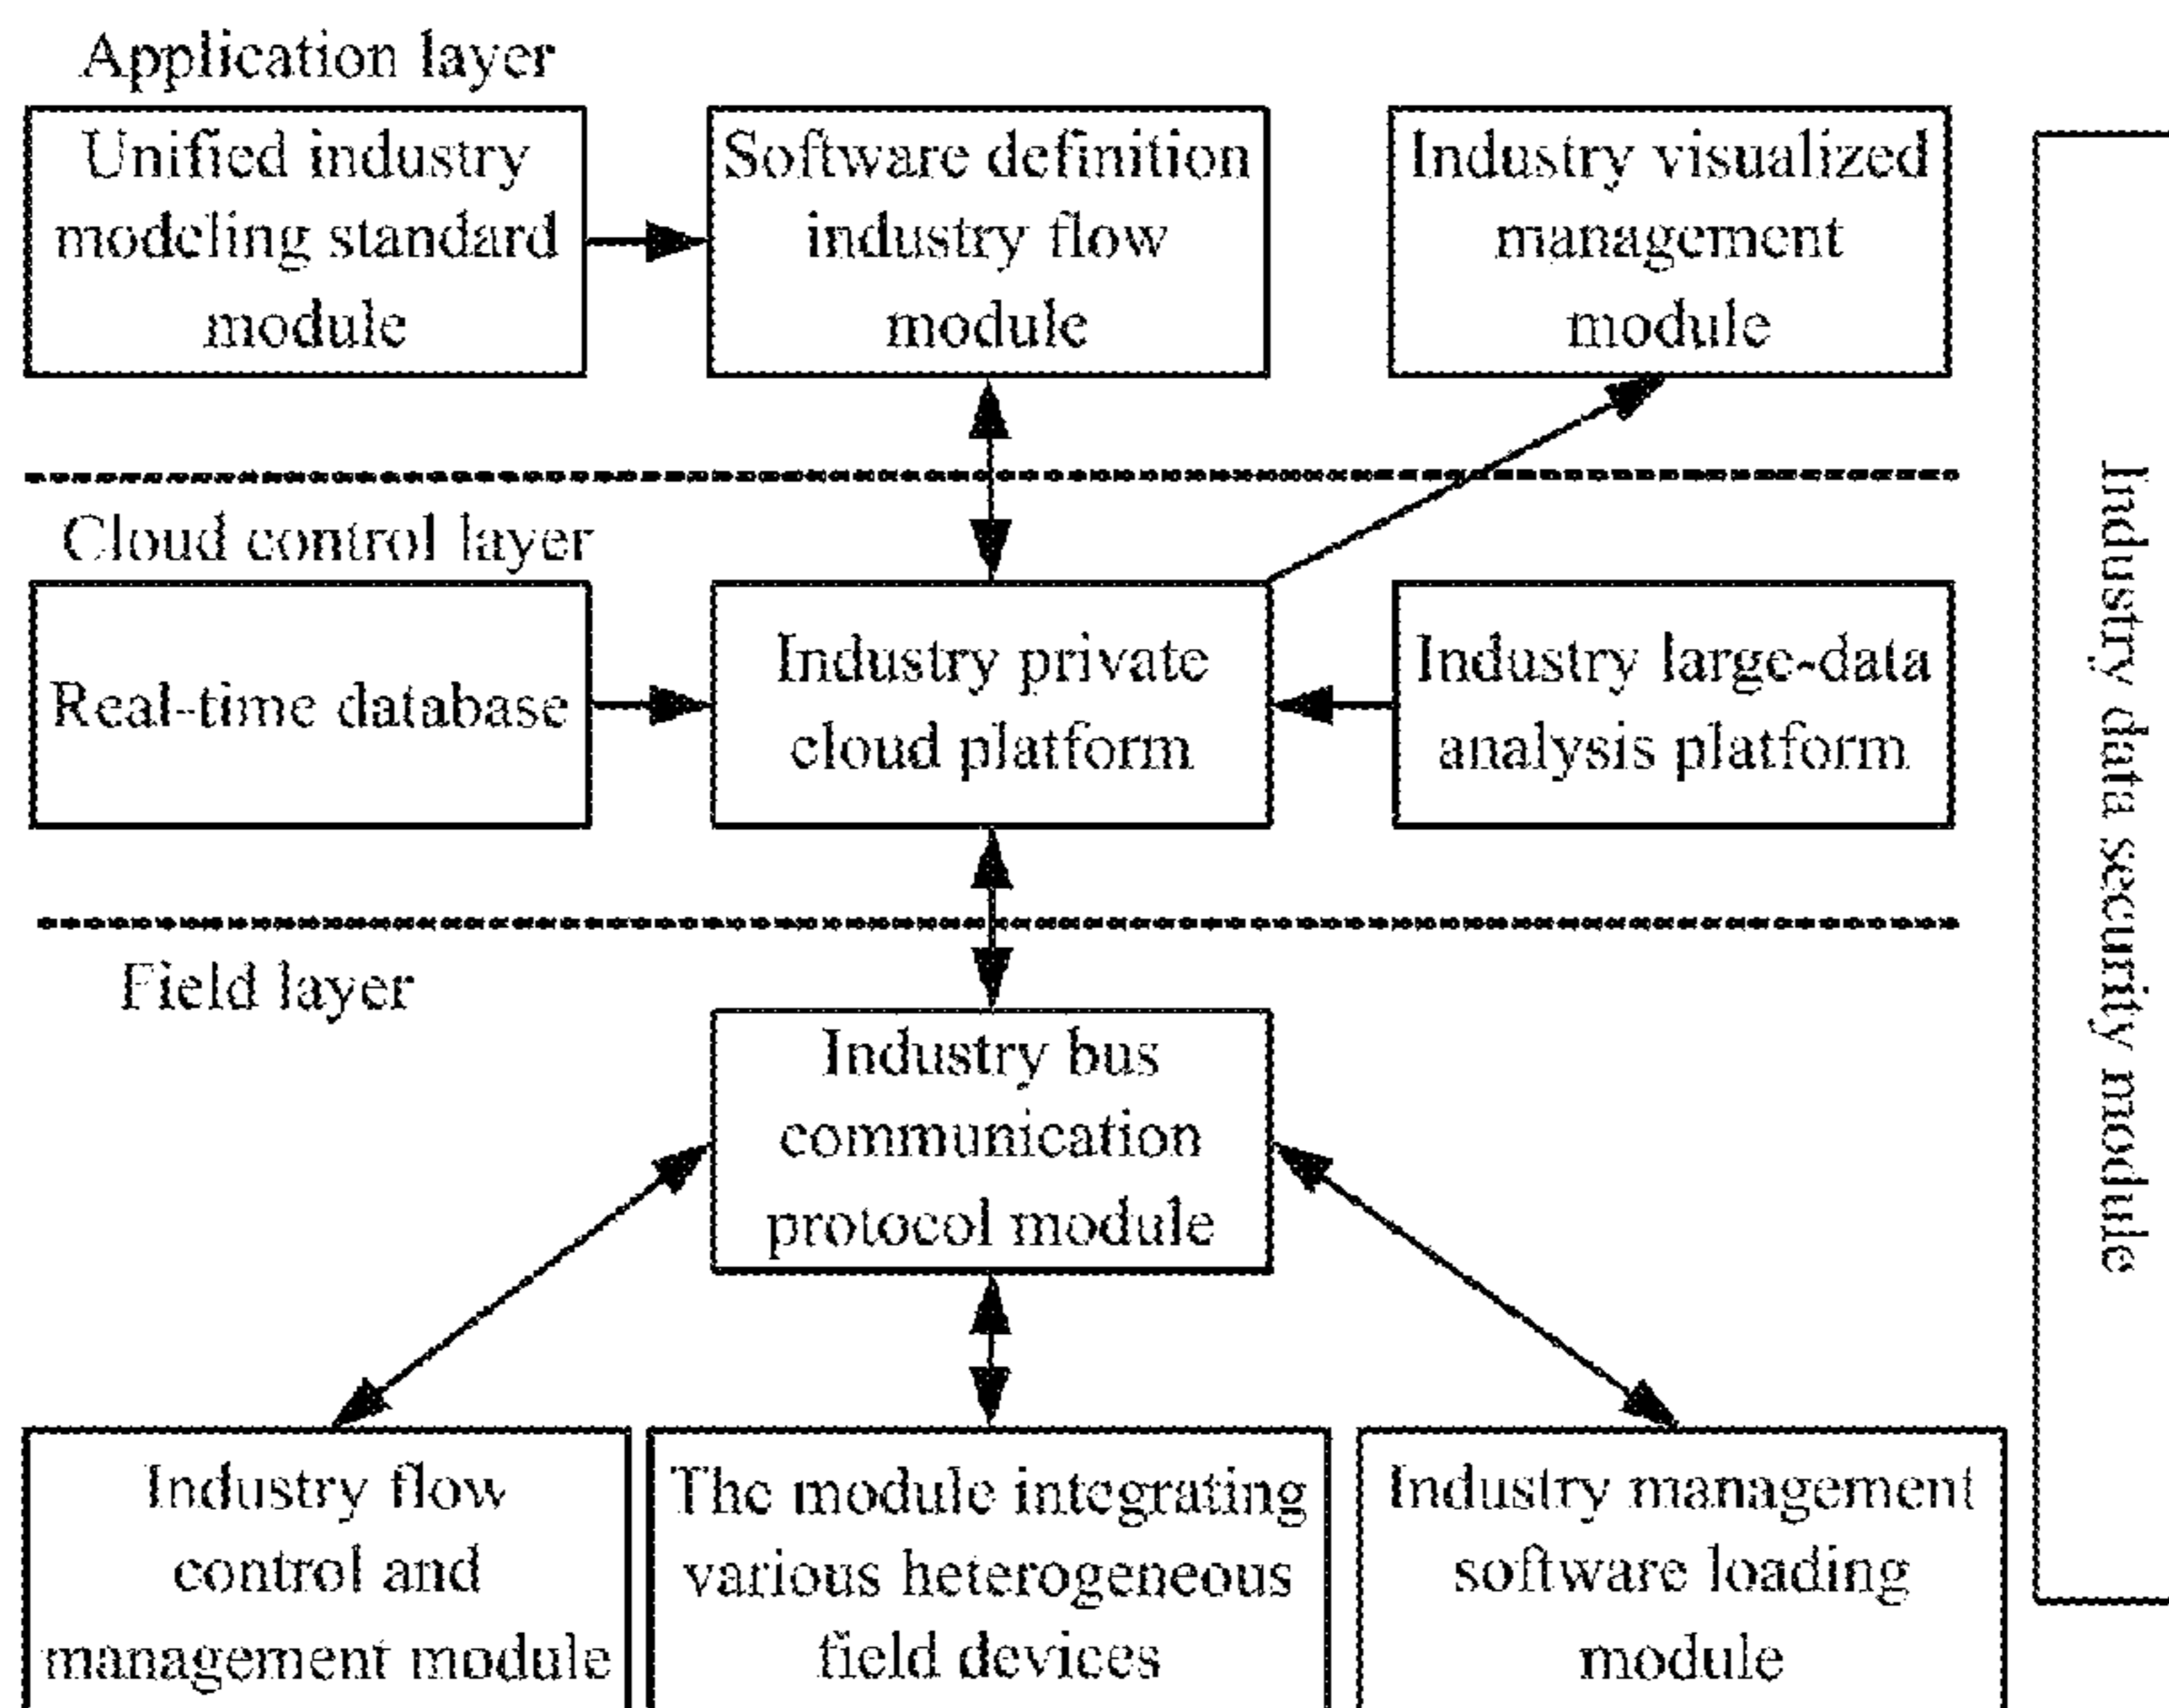 Application layer
Unified industry
modeling standard
module
Software definition
industry flow
module
Industry visualized
management
module
Cloud control layer
Real-time database
Industry private
cloud platform
Industry large-data
analysis platform
Field layer
Industry bus
communication
protocol module
Industry flow
control and
management module
The module integrating
various heterogeneous
field devices
Industry management
software loading
module
Industry data security module